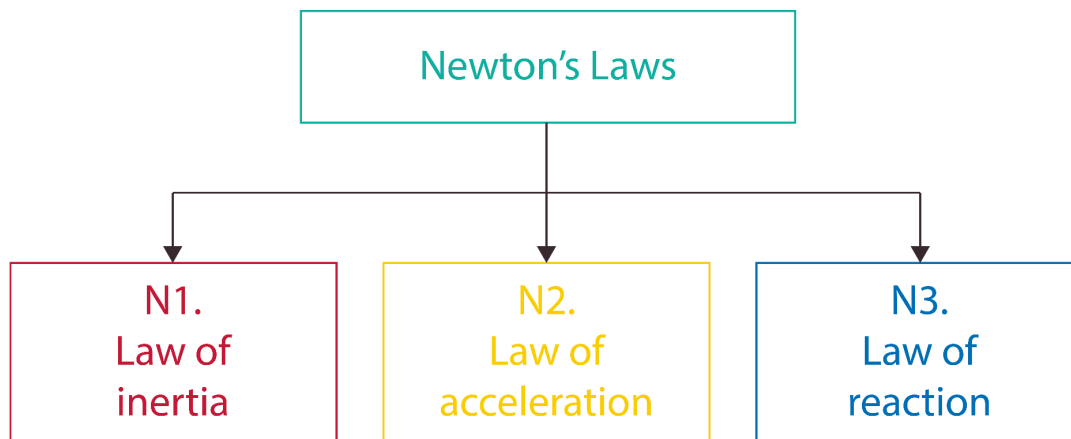 Newton’s Laws
N1.
Law of
inertia
N2.
Law of
acceleration
N3.
Law of
reaction